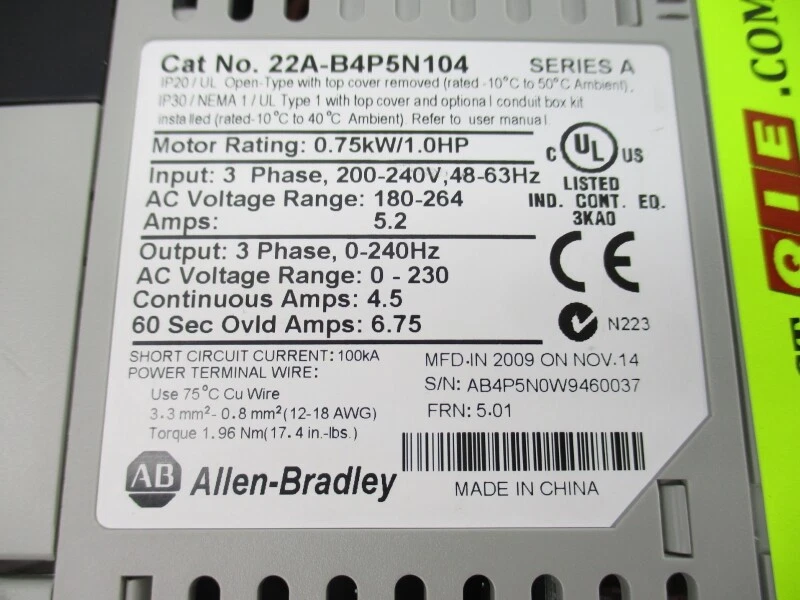 Cat No. 22A-B4P5N104 SERIES A
IP20 / UL Open-Type with top cover removed (rated -10°C to 50°C Ambient).
IP30 / NEMA 1 / UL Type 1 with top cover and optional conduit box kit
installed (rated-10°C to 40°C Ambient). Refer to user manual
Motor Rating: 0.75kW/1.0HP
Input: 3 Phase, 200-240V,48-63Hz
AC Voltage Range: 180-264
Amps: 5.2
C UL US
LISTED
IND. CONT. EQ.
3KA0
Output: 3 Phase, 0-240Hz
AC Voltage Range: 0 - 230
Continuous Amps: 4.5
60 Sec Ovld Amps: 6.75
CE
N223
SHORT CIRCUIT CURRENT: 100kA
POWER TERMINAL WIRE:
Use 75°C Cu Wire
3.3 mm²- 0.8 mm²(12-18 AWG)
Torque 1.96 Nm(17.4 in.-lbs.)
MFD.IN 2009 ON NOV.14
S/N: AB4P5N0W9460037
FRN: 5.01
AB Allen-Bradley
MADE IN CHINA
.COM